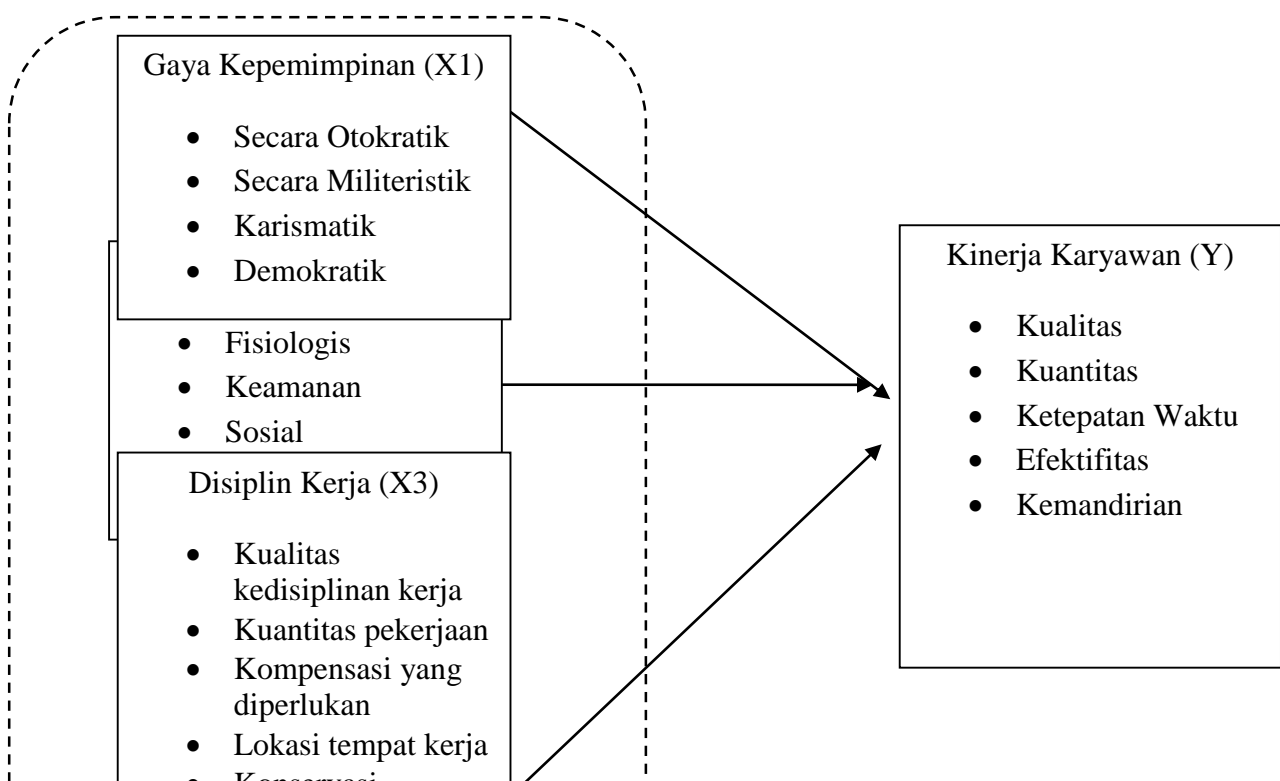 Gaya Kepemimpinan (X1)
• Secara Otokratik
• Secara Militeristik
• Karismatik
• Demokratik
• Fisiologis
• Keamanan
• Sosial
Disiplin Kerja (X3)
• Kualitas
kedisiplinan kerja
• Kuantitas pekerjaan
• Kompensasi yang
diperlukan
• Lokasi tempat kerja
• Konservasi
Kinerja Karyawan (Y)
• Kualitas
• Kuantitas
• Ketepatan Waktu
• Efektifitas
• Kemandirian